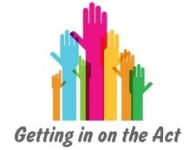 Getting in on the Act